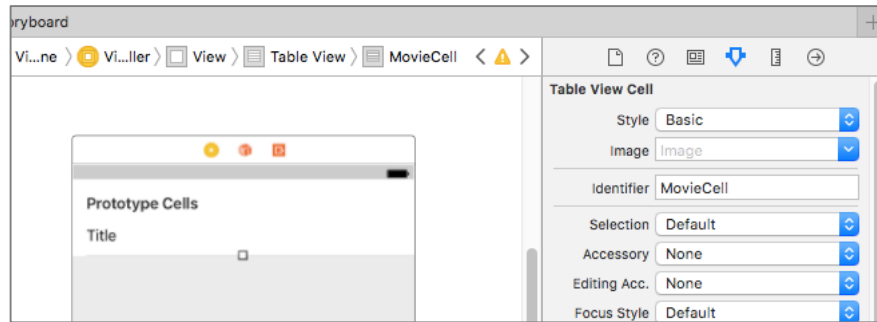 oryboard
Vi...ne 〉 Vi...ller 〉 View 〉 Table View 〉 MovieCell < >
Table View Cell
Style Basic
Image Image
Prototype Cells
Identifier MovieCell
Title
Selection Default
Accessory None
Editing Acc. None
Focus Style Default